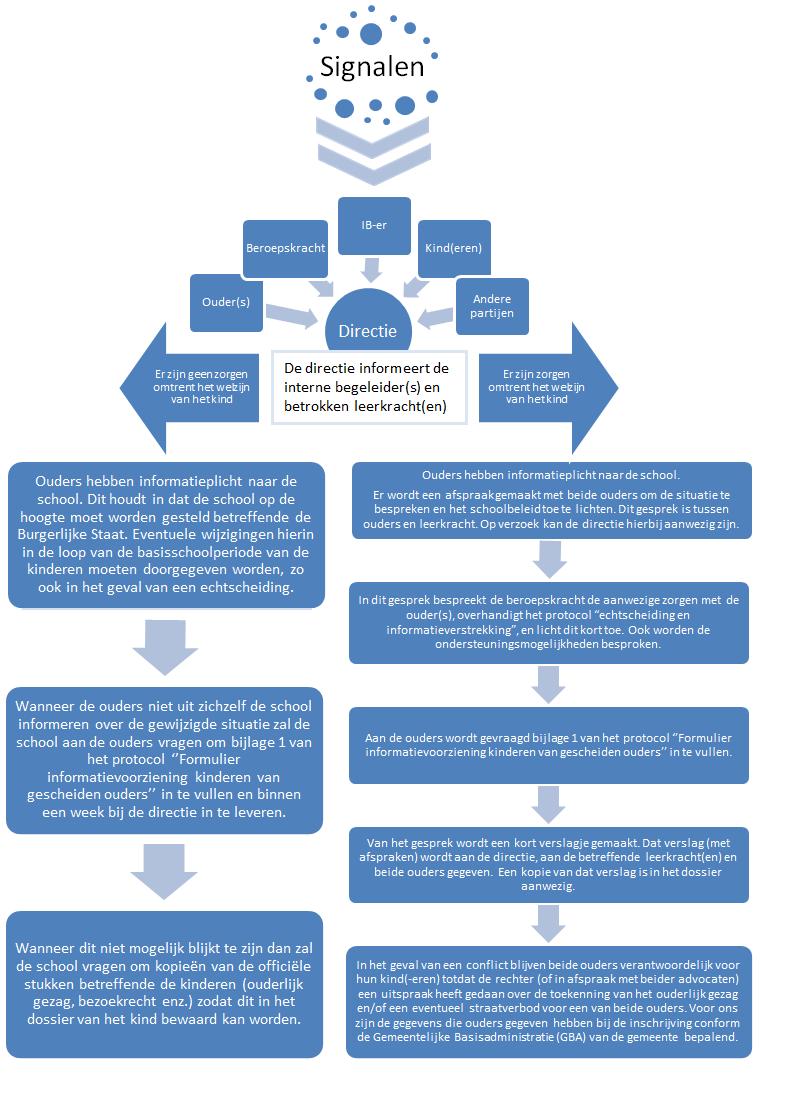 Signalen
IB-er
Beroepskracht
Kind(eren)
Ouder(s)
Andere
partijen
Directie
De directie informeert de
interne begeleider(s) en
betrokken leerkracht(en)
Er zijn geen zorgen
omtrent het welzijn
van het kind
Er zijn zorgen
omtrent het welzijn
van het kind
Ouders hebben informatieplicht naar de
school. Dit houdt in dat de school op de
hoogte moet worden gesteld betreffende de
Burgerlijke Staat. Eventuele wijzigingen hierin
in de loop van de basisschoolperiode van de
kinderen moeten doorgegeven worden, zo
ook in het geval van een echtscheiding.
Wanneer de ouders niet uit zichzelf de school
informeren over de gewijzigde situatie zal de
school aan de ouders vragen om bijlage 1 van
het protocol ‘’Formulier
informatievoorziening kinderen van
gescheiden ouders’’ in te vullen en binnen
een week bij de directie in te leveren.
Wanneer dit niet mogelijk blijkt te zijn dan zal
de school vragen om kopieën van de officiële
stukken betreffende de kinderen (ouderlijk
gezag, bezoekrecht enz.) zodat dit in het
dossier van het kind bewaard kan worden.
Ouders hebben informatieplicht naar de school.
Er wordt een afspraak gemaakt met beide ouders om de situatie te
bespreken en het schoolbeleid toe te lichten. Dit gesprek is tussen
ouders en leerkracht. Op verzoek kan de directie hierbij aanwezig zijn.
In dit gesprek bespreekt de beroepskracht de aanwezige zorgen met de
ouder(s), overhandigt het protocol “echtscheiding en
informatieverstrekking”, en licht dit kort toe. Ook worden de
ondersteuningsmogelijkheden besproken.
Aan de ouders wordt gevraagd bijlage 1 van het protocol ‘’Formulier
informatievoorziening kinderen van gescheiden ouders’’ in te vullen.
Van het gesprek wordt een kort verslagje gemaakt. Dat verslag (met
afspraken) wordt aan de directie, aan de betreffende leerkracht(en) en
beide ouders gegeven. Een kopie van dat verslag is in het dossier
aanwezig.
In het geval van een conflict blijven beide ouders verantwoordelijk voor
hun kind(-eren) totdat de rechter (of in afspraak met beider advocaten)
een uitspraak heeft gedaan over de toekenning van het ouderlijk gezag
en/of een eventueel straatverbod voor een van beide ouders. Voor ons
zijn de gegevens die ouders gegeven hebben bij de inschrijving conform
de Gemeentelijke Basisadministratie (GBA) van de gemeente bepalend.